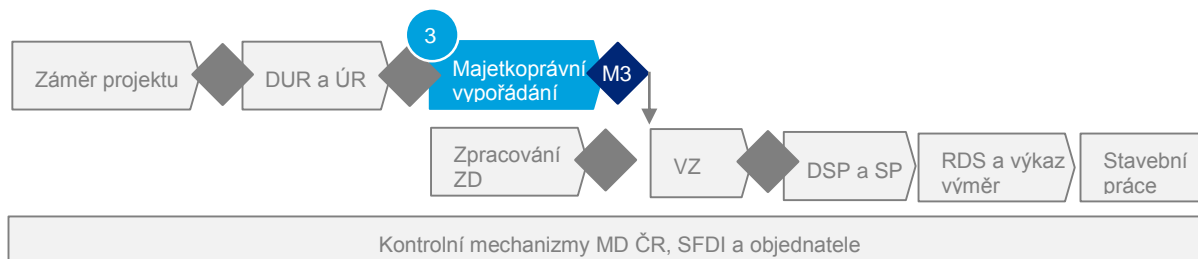 3
Záměr projektu
DUR a ÚR
Majetkoprávní
vypořádání
M3
Zpracování
ZD
VZ
DSP a SP
RDS a výkaz
výměr
Stavební
práce
Kontrolní mechanizmy MD ČR, SFDI a objednatele